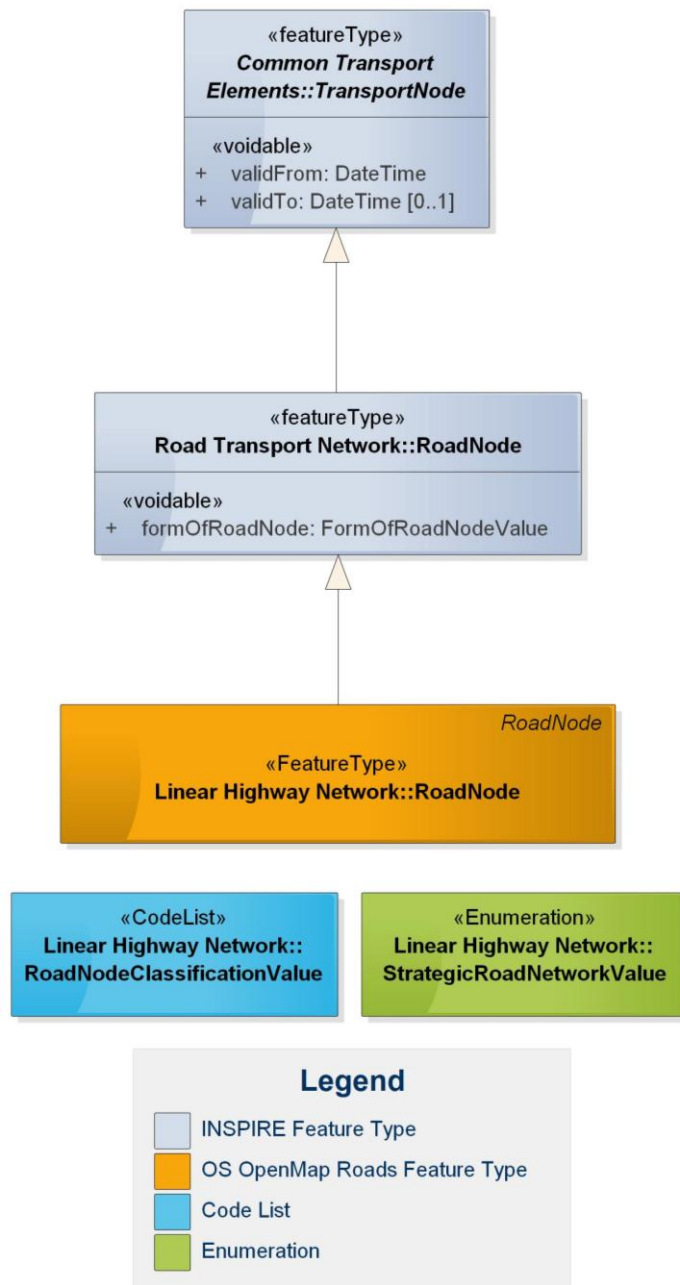 «featureType»
Common Transport
Elements::TransportNode
«voidable»
+ validFrom: DateTime
+ validTo: DateTime [0..1]
«featureType»
Road Transport Network::RoadNode
«voidable»
+ formOfRoadNode: FormOfRoadNodeValue
RoadNode
«FeatureType»
Linear Highway Network::RoadNode
«CodeList»
Linear Highway Network::
RoadNodeClassificationValue
«Enumeration»
Linear Highway Network::
StrategicRoadNetworkValue
Legend
INSPIRE Feature Type
OS OpenMap Roads Feature Type
Code List
Enumeration